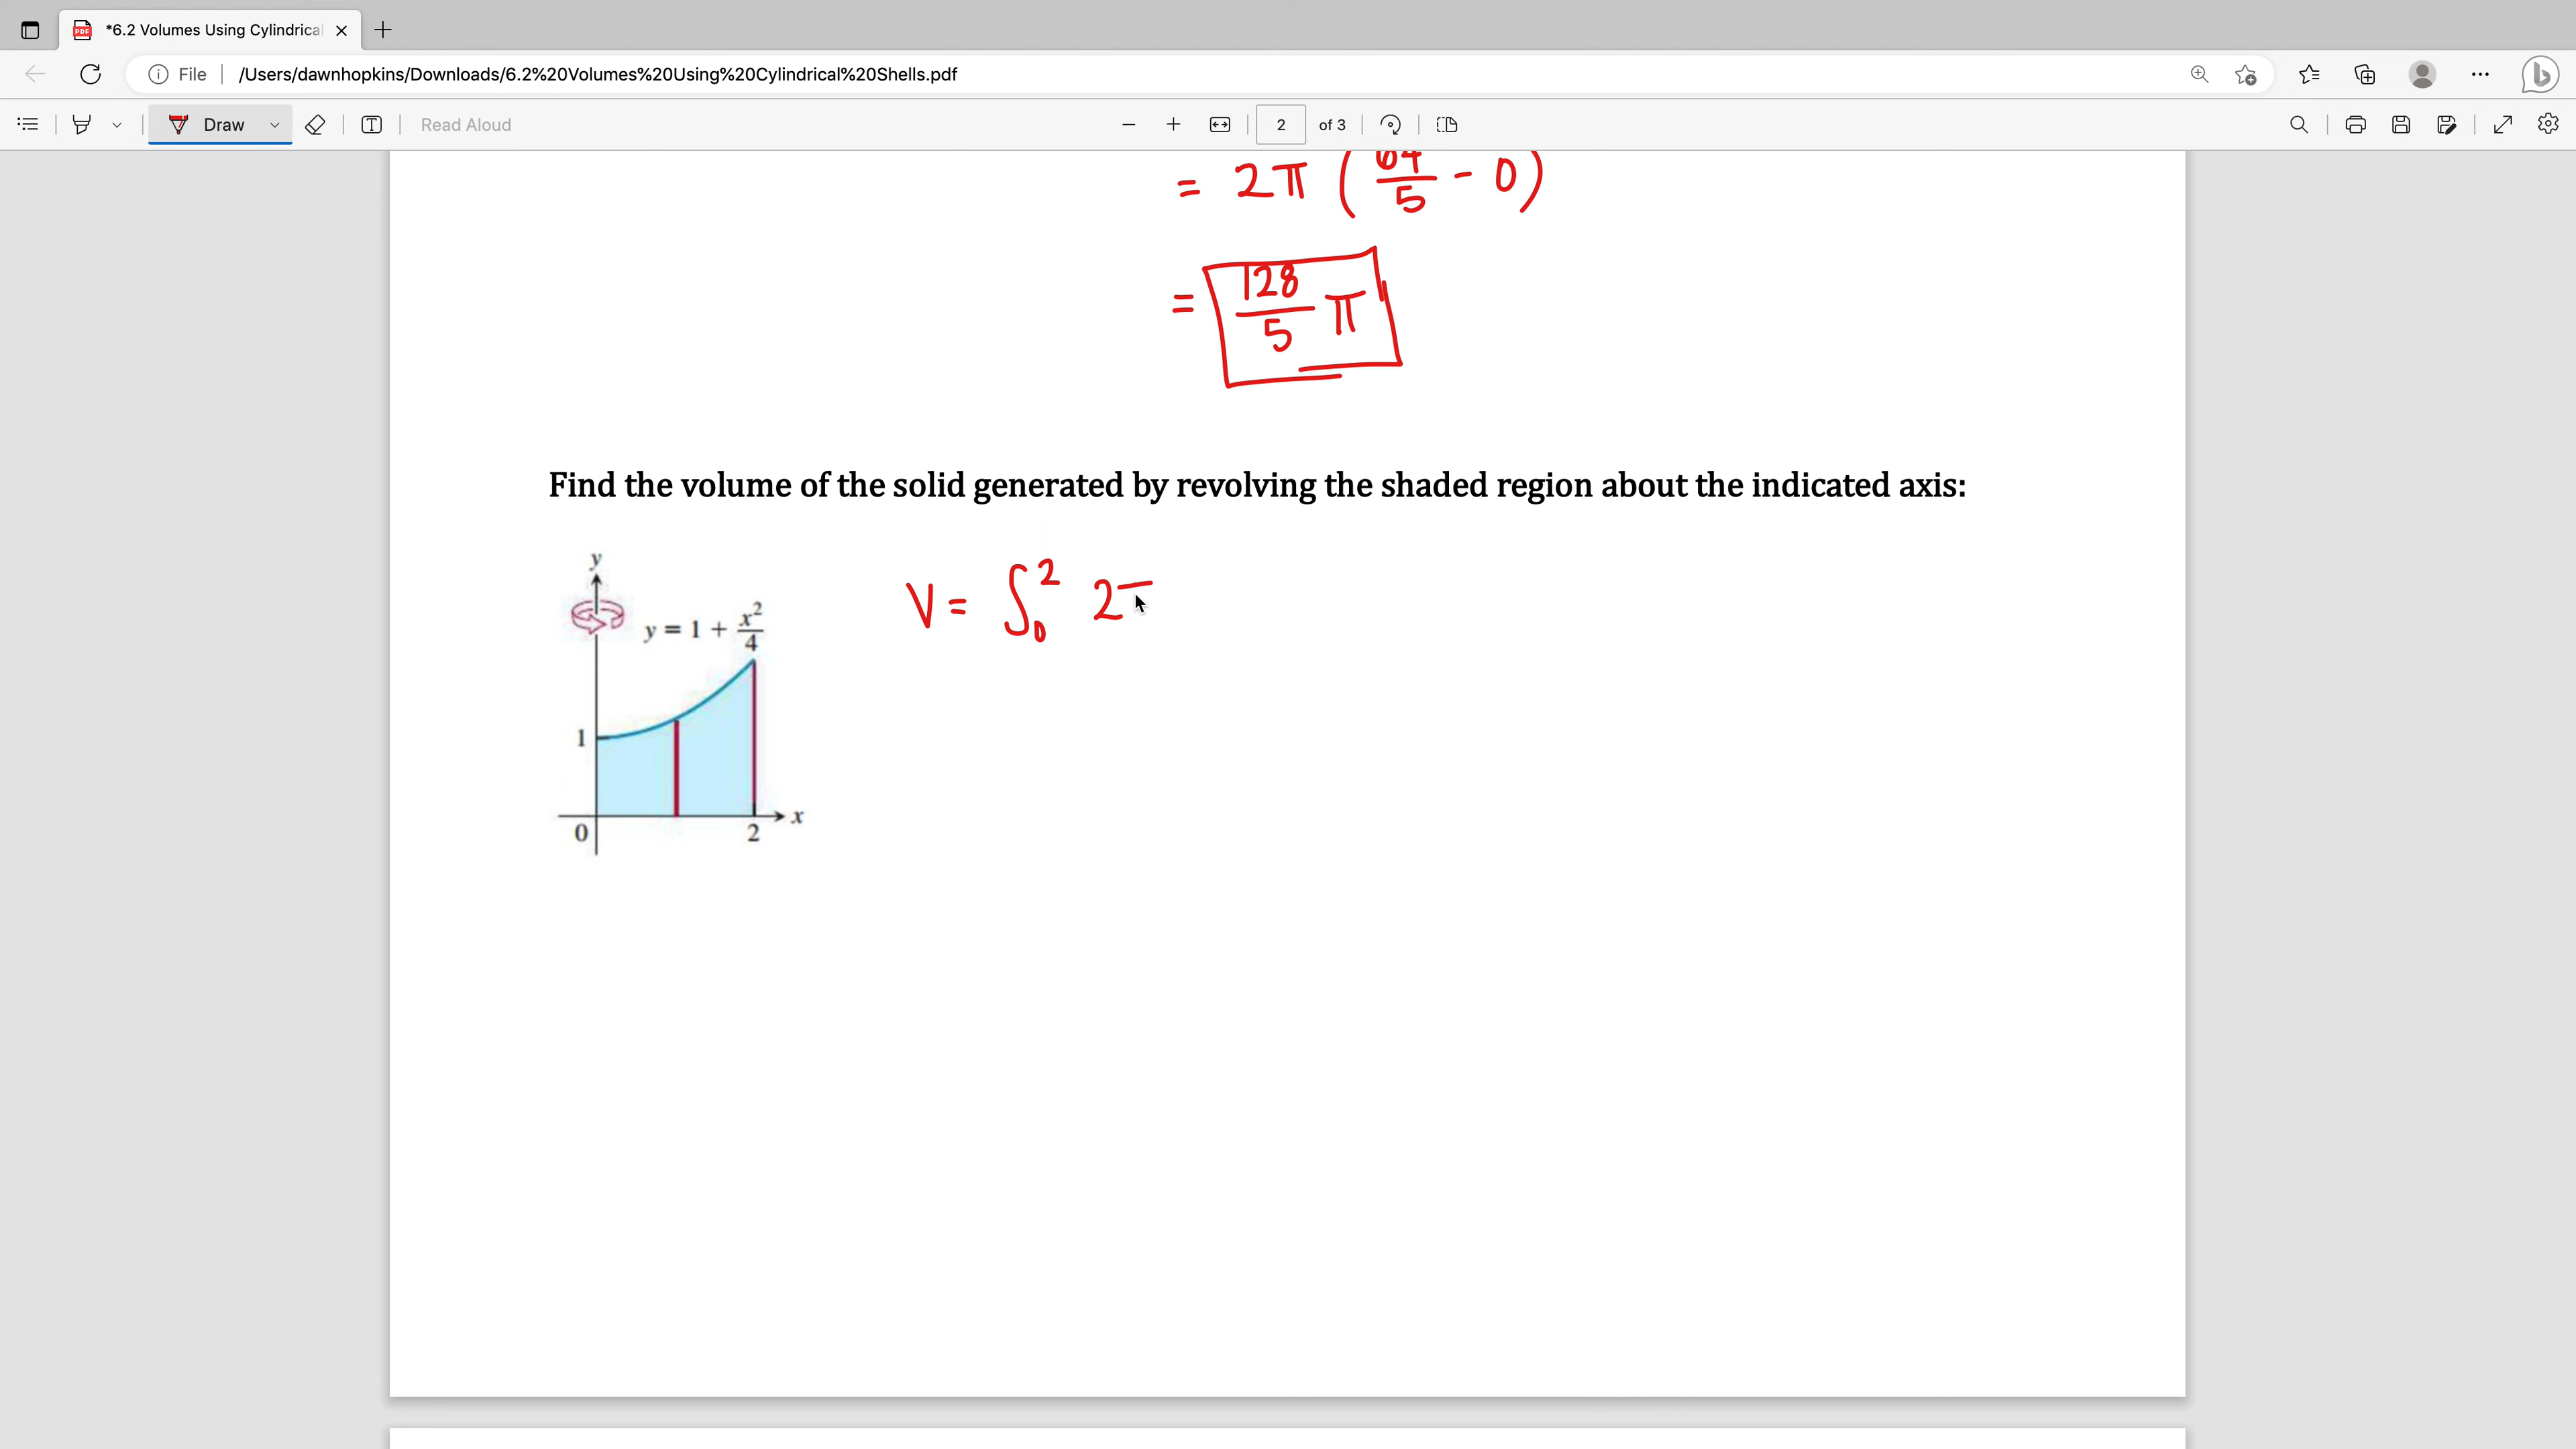 *6.2 Volumes Using Cylindrical
File /Users/dawnhopkins/Downloads/6.2%20Volumes%20Using%20Cylindrical%20Shells.pdf
Draw T Read Aloud 2 of 3
= 2π (64/5 - 0)
= 128/5 π
Find the volume of the solid generated by revolving the shaded region about the indicated axis:
y
V = ∫₀² 2
y = 1 + x²/4
1
x
0 2